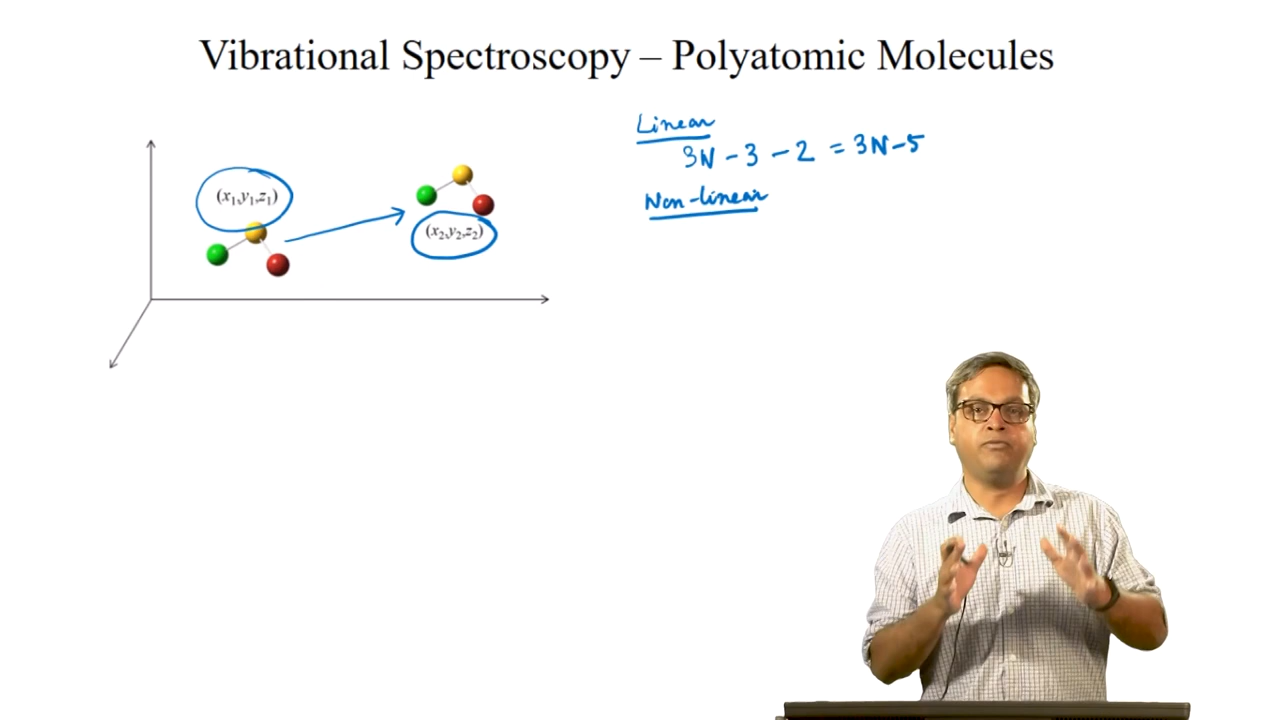 Vibrational Spectroscopy – Polyatomic Molecules
Linear
3N - 3 - 2 = 3N - 5
Non-linear
(x₁,y₁,z₁)
(x₂,y₂,z₂)